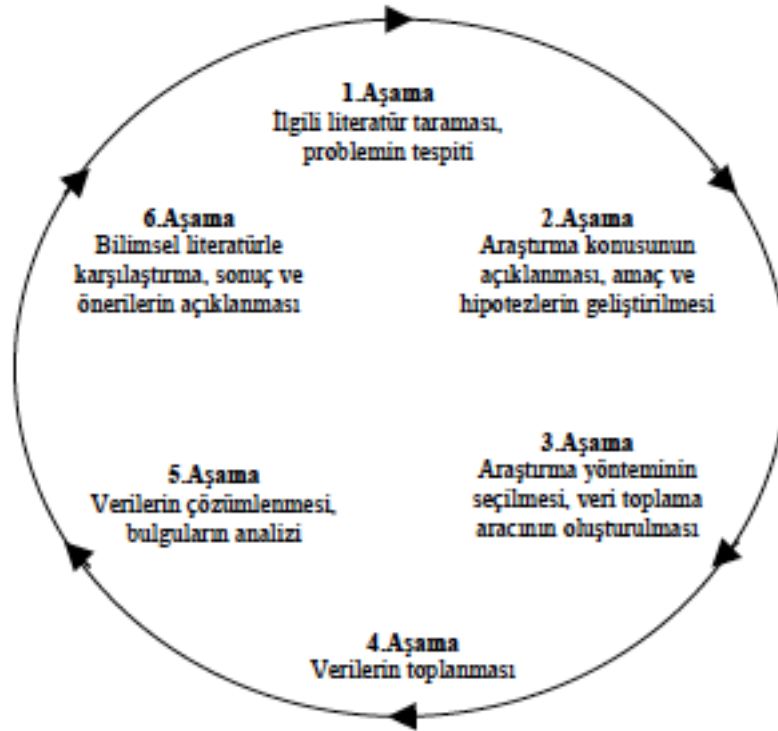 1.Aşama
İlgili literatür taraması,
problemin tespiti
2.Aşama
Araştırma konusunun
açıklanması, amaç ve
hipotezlerin geliştirilmesi
3.Aşama
Araştırma yönteminin
seçilmesi, veri toplama
aracının oluşturulması
4.Aşama
Verilerin toplanması
5.Aşama
Verilerin çözümlenmesi,
bulguların analizi
6.Aşama
Bilimsel literatürle
karşılaştırma, sonuç ve
önerilerin açıklanması